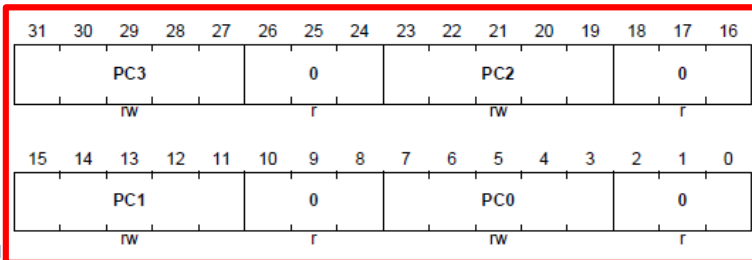 31 30 29 28 27 26 25 24 23 22 21 20 19 18 17 16
PC3 0 PC2 0
rw r rw r
15 14 13 12 11 10 9 8 7 6 5 4 3 2 1 0
PC1 0 PC0 0
rw r rw r